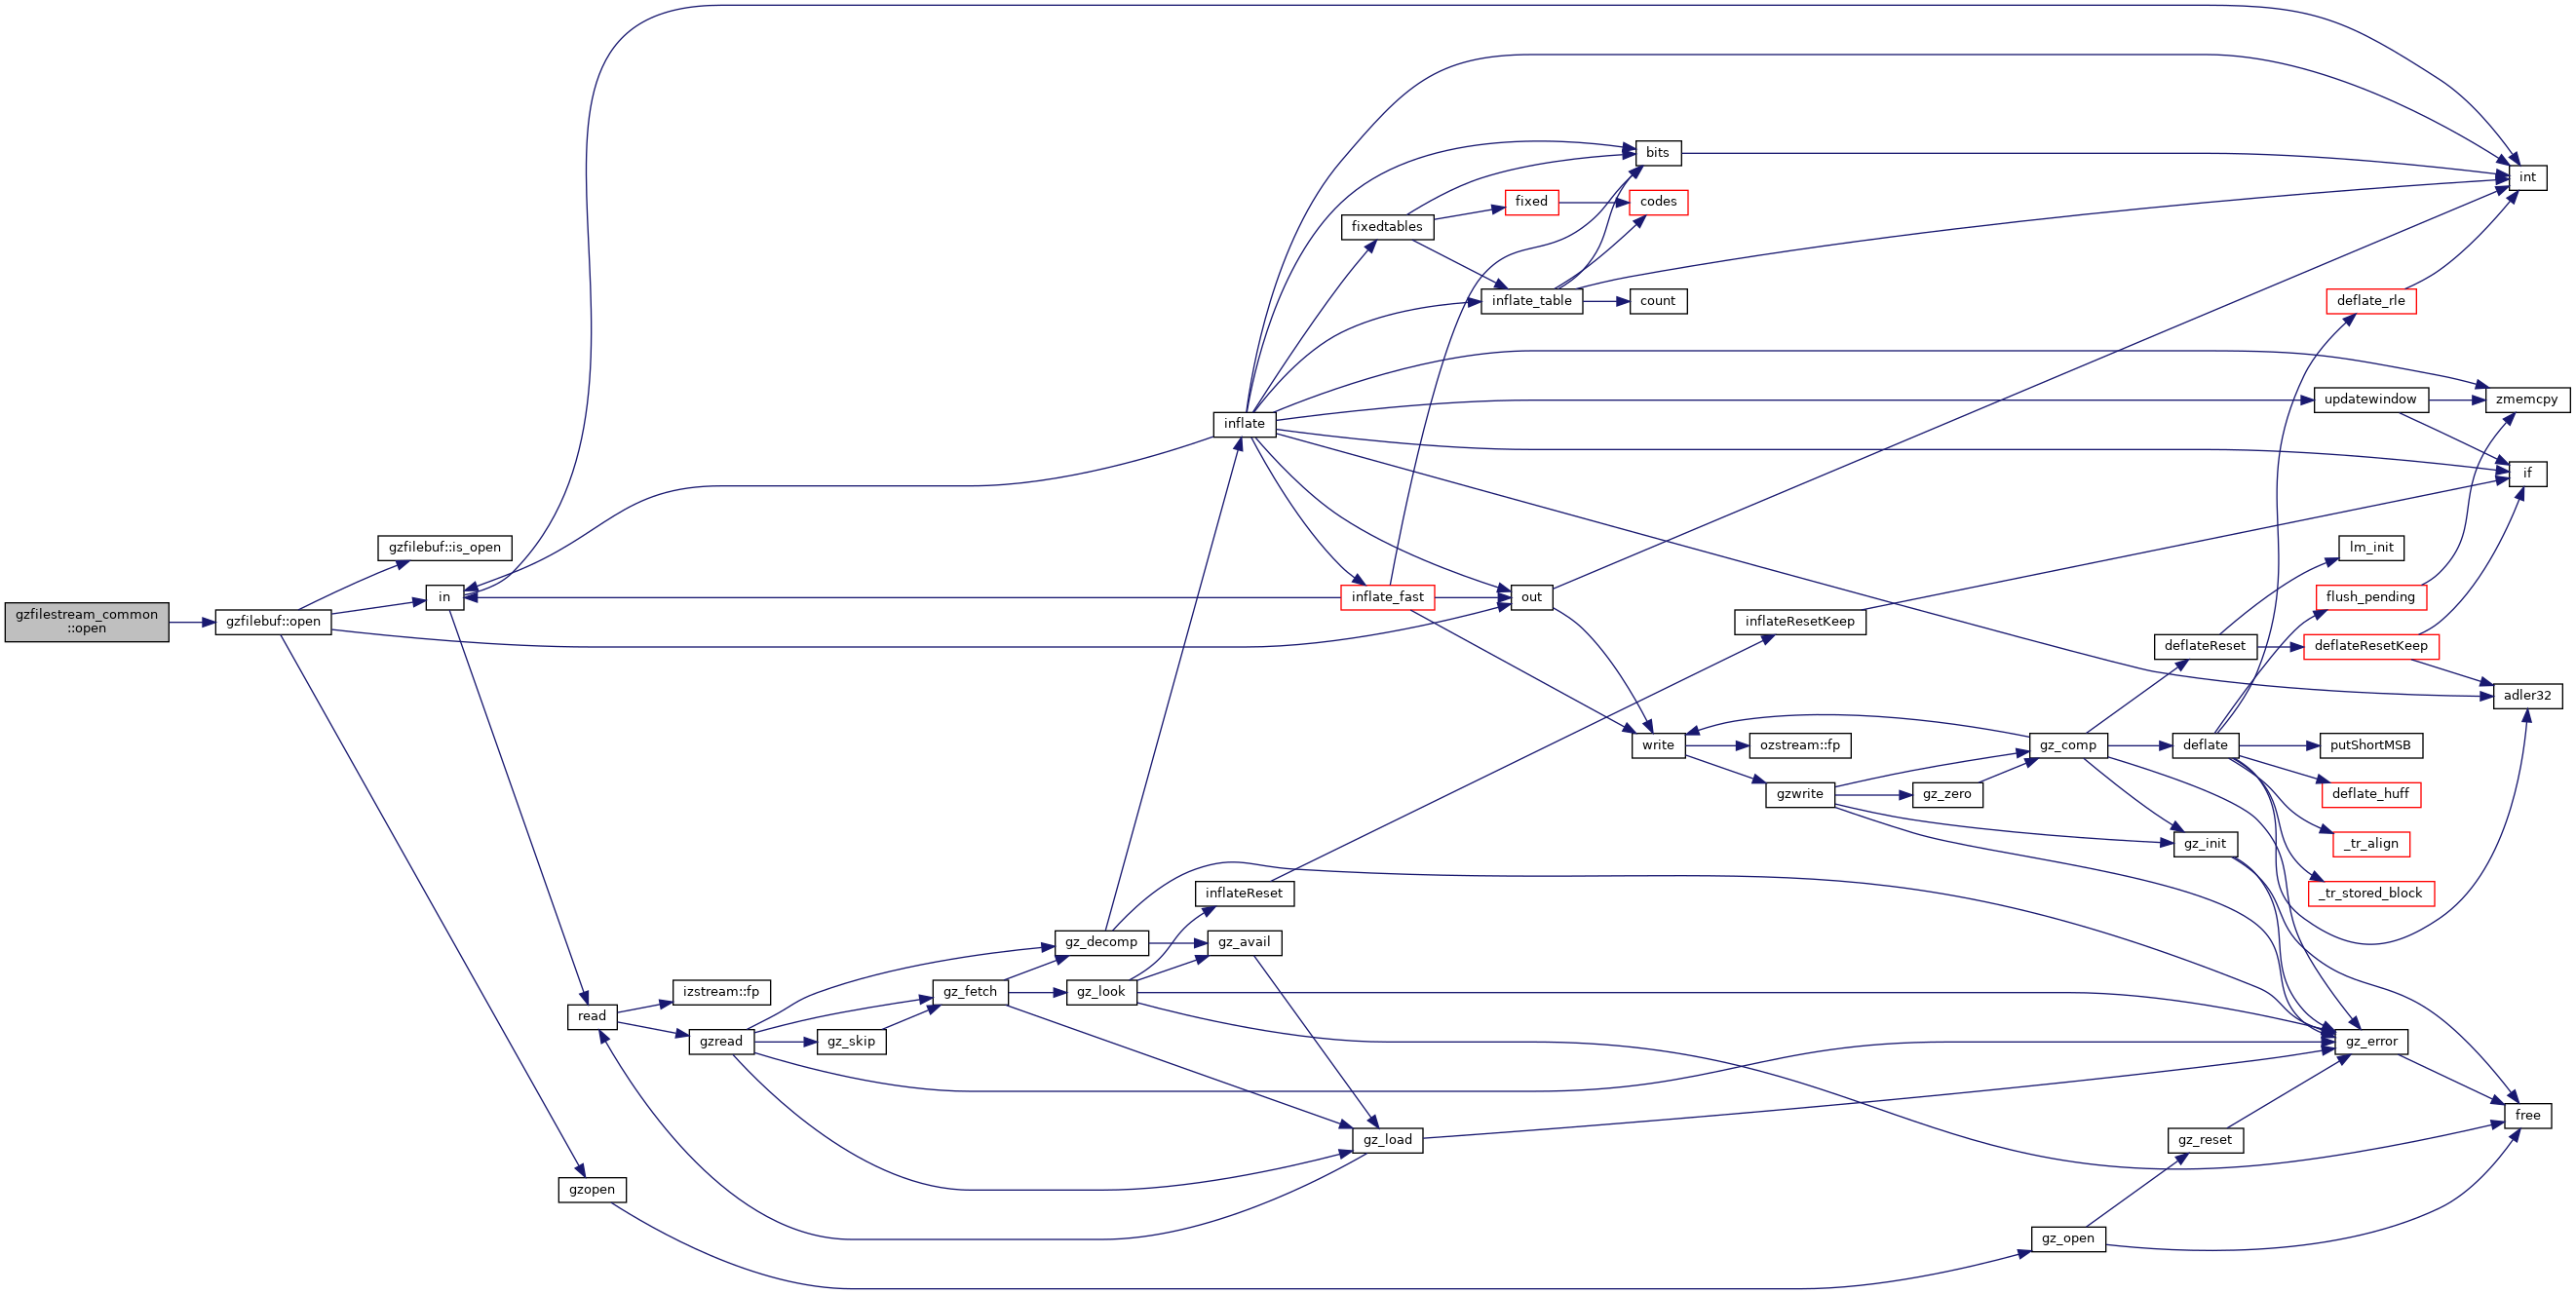 gzfilestream_common
::open
gzfilebuf::open
gzfilebuf::is_open
in
gzopen
read
izstream::fp
gzread
gz_skip
gz_fetch
gz_decomp
gz_look
inflate
inflateReset
gz_avail
fixedtables
inflate_fast
gz_load
bits
fixed
codes
inflate_table
count
out
write
inflateResetKeep
ozstream::fp
gzwrite
gz_zero
gz_comp
deflateReset
deflate
gz_init
gz_reset
gz_open
int
deflate_rle
updatewindow
zmemcpy
if
lm_init
flush_pending
deflateResetKeep
adler32
putShortMSB
deflate_huff
_tr_align
_tr_stored_block
gz_error
free